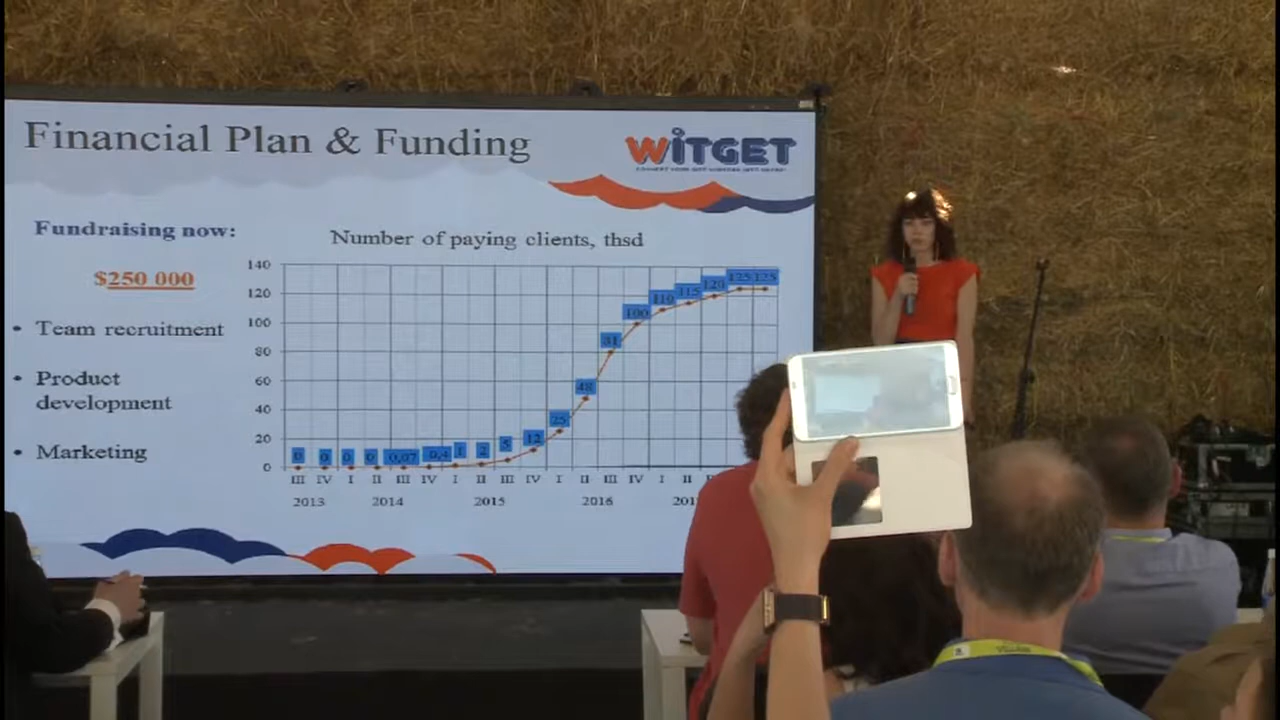 Financial Plan & Funding
WiTGET
Fundraising now:
$250 000
• Team recruitment
• Product
development
• Marketing
Number of paying clients, thsd
140
120
100
80
60
40
20
0
0 0 0 0 0,07 0,4 1 2 5 12 25 48 81 100 110 115 120 125 125
III IV I II III IV I II III IV I II III IV I II
2013 2014 2015 2016